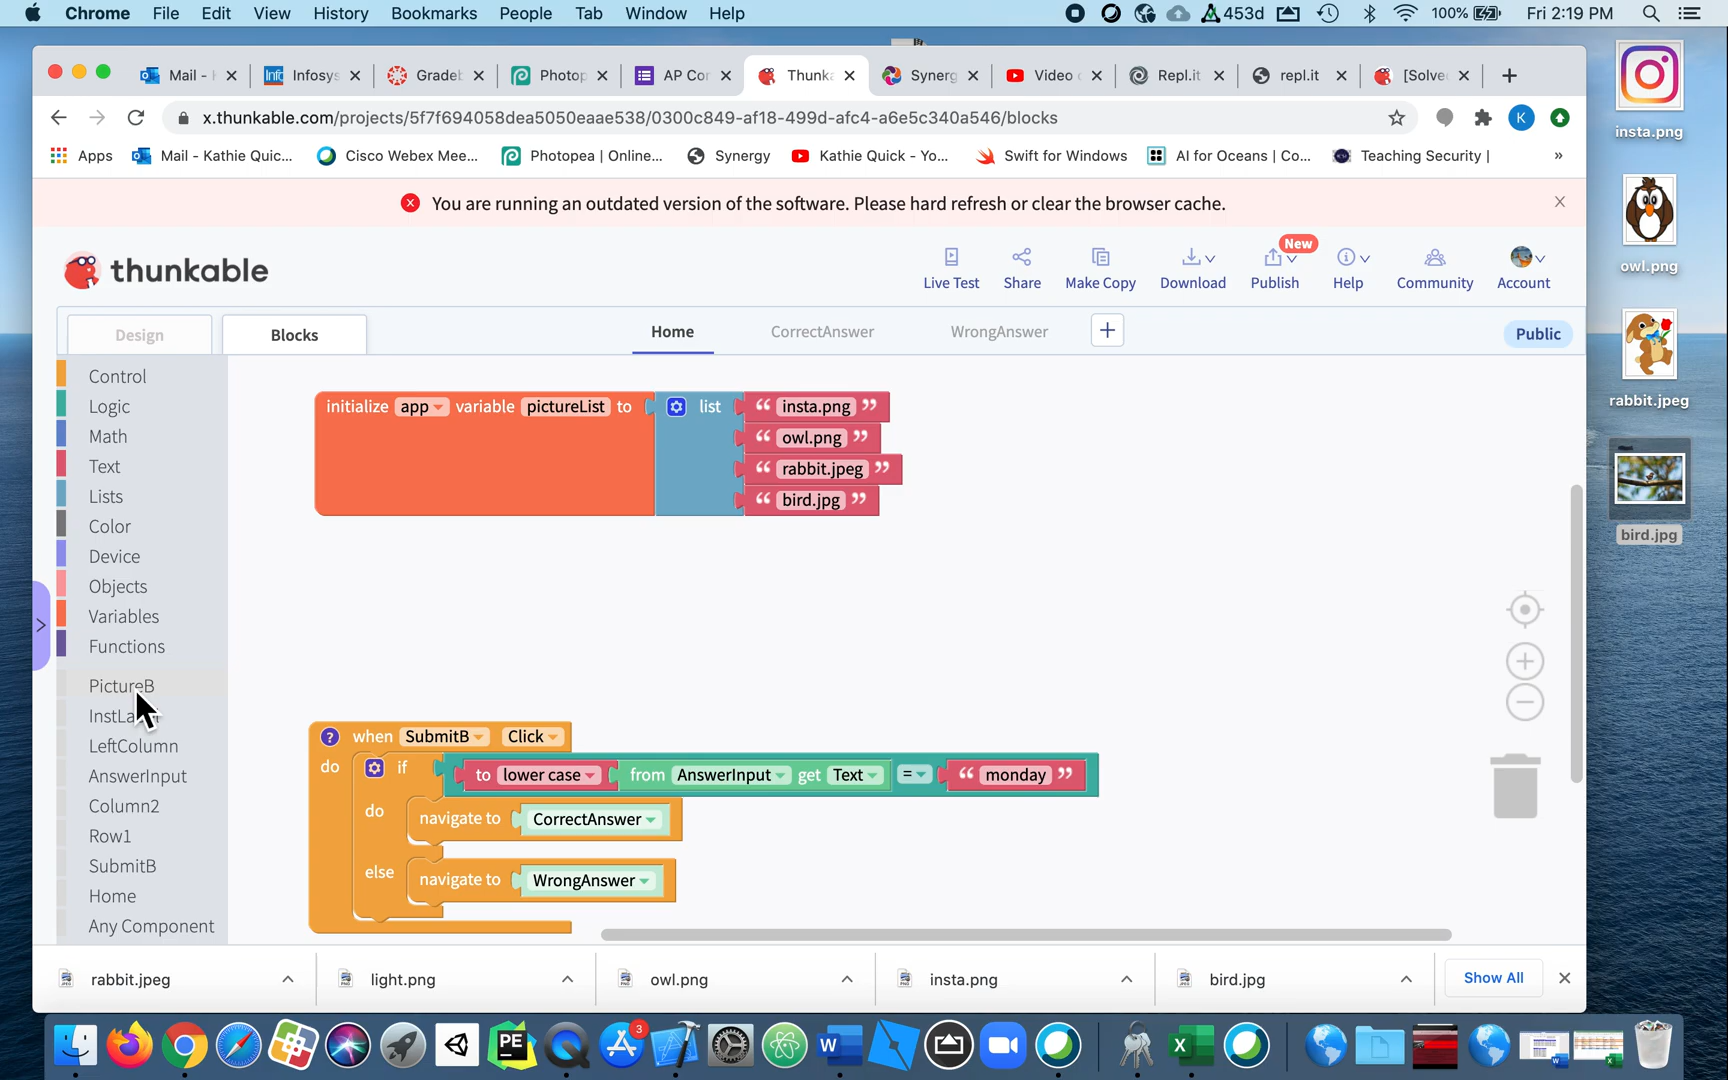 Chrome File Edit View History Bookmarks People Tab Window Help 453d 100% Fri 2:19 PM
Mail - Infosys Grade Photop AP Co Thunk Synerg Video Repl.it repl.it [Solve
x.thunkable.com/projects/5f7f694058dea5050eaae538/0300c849-af18-499d-afc4-a6e5c340a546/blocks K
Apps Mail - Kathie Quic... Cisco Webex Mee... Photopea | Online... Synergy Kathie Quick - Yo... Swift for Windows AI for Oceans | Co... Teaching Security | »
You are running an outdated version of the software. Please hard refresh or clear the browser cache.
thunkable
New
Live Test Share Make Copy Download Publish Help Community Account
Design Blocks Home CorrectAnswer WrongAnswer + Public
Control
Logic
Math
Text
Lists
Color
Device
Objects
Variables
Functions
PictureB
LeftColumn
AnswerInput
Column2
Row1
SubmitB
Home
Any Component
initialize app variable pictureList to list “ insta.png ”
“ owl.png ”
“ rabbit.jpeg ”
“ bird.jpg ”
? when SubmitB Click
do if to lower case from AnswerInput get Text = “ monday ”
do navigate to CorrectAnswer
else navigate to WrongAnswer
rabbit.jpeg light.png owl.png insta.png bird.jpg Show All
insta.png
owl.png
rabbit.jpeg
bird.jpg
PE 3 W X